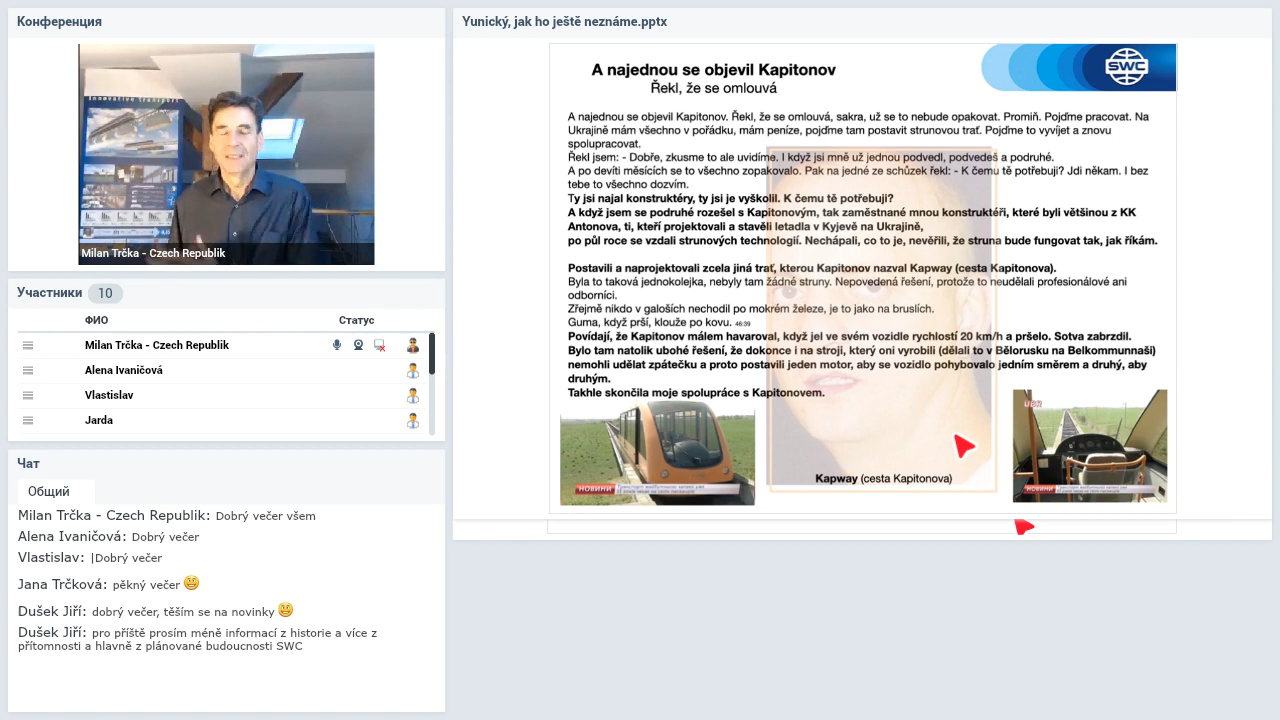 Конференция
Innovative transport
Milan Trčka - Czech Republik
Участники 10
ФИО Статус
Milan Trčka - Czech Republik
Alena Ivaničová
Vlastislav
Jarda
Чат
Общий
Milan Trčka - Czech Republik: Dobrý večer všem
Alena Ivaničová: Dobrý večer
Vlastislav: |Dobrý večer
Jana Trčková: pěkný večer
Dušek Jiří: dobrý večer, těším se na novinky
Dušek Jiří: pro příště prosím méně informací z historie a více z
přítomnosti a hlavně z plánované budoucnosti SWC
Yunický, jak ho ještě neznáme.pptx
A najednou se objevil Kapitonov
Řekl, že se omlouvá
SWC
A najednou se objevil Kapitonov. Řekl, že se omlouvá, sakra, už se to nebude opakovat. Promiň. Pojďme pracovat. Na
Ukrajině mám všechno v pořádku, mám peníze, pojďme tam postavit strunovou trať. Pojďme to vyvíjet a znovu
spolupracovat.
Řekl jsem: - Dobře, zkusme to ale uvidíme. I když jsi mně už jednou podvedl, podvedeš a podruhé.
A po devíti měsících se to všechno zopakovalo. Pak na jedné ze schůzek řekl: - K čemu tě potřebuji? Jdi někam. I bez
tebe to všechno dozvím.
Ty jsi najal konstruktéry, ty jsi je vyškolil. K čemu tě potřebuji?
A když jsem se podruhé rozešel s Kapitonovým, tak zaměstnané mnou konstruktéři, které byli většinou z KK
Antonova, ti, kteří projektovali a stavěli letadla v Kyjevě na Ukrajině,
po půl roce se vzdali strunových technologií. Nechápali, co to je, nevěřili, že struna bude fungovat tak, jak říkám.
Postavili a naprojektovali zcela jiná trať, kterou Kapitonov nazval Kapway (cesta Kapitonova).
Byla to taková jednokolejka, nebyly tam žádné struny. Nepovedená řešení, protože to neudělali profesionálové ani
odborníci.
Zřejmě nikdo v galoších nechodil po mokrém železe, je to jako na bruslích.
Guma, když prší, klouže po kovu. 46:39
Povídají, že Kapitonov málem havaroval, když jel ve svém vozidle rychlostí 20 km/h a pršelo. Sotva zabrzdil.
Bylo tam natolik ubohé řešení, že dokonce i na stroji, který oni vyrobili (dělali to v Bělorusku na Belkommunnaši)
nemohli udělat zpátečku a proto postavili jeden motor, aby se vozidlo pohybovalo jedním směrem a druhý, aby
druhým.
Takhle skončila moje spolupráce s Kapitonovem.
НОВИНИ
Kapway (cesta Kapitonova)
UBR
НОВИНИ